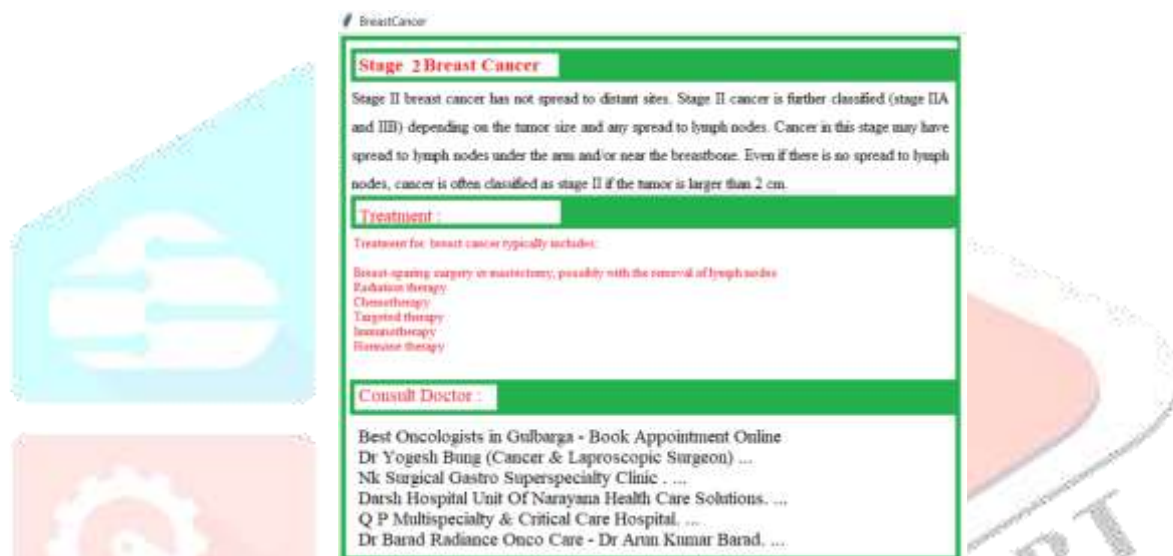 BreastCancer
Stage 2 Breast Cancer
Stage II breast cancer has not spread to distant sites. Stage II cancer is further classified (stage IIA
and IIB) depending on the tumor size and any spread to lymph nodes. Cancer in this stage may have
spread to lymph nodes under the arm and/or near the breastbone. Even if there is no spread to lymph
nodes, cancer is often classified as stage II if the tumor is larger than 2 cm.
Treatment :
Treatment for breast cancer typically includes:
Breast-sparing surgery or mastectomy, possibly with the removal of lymph nodes
Radiation therapy
Chemotherapy
Targeted therapy
Immunotherapy
Hormone therapy
Consult Doctor :
Best Oncologists in Gulbarga - Book Appointment Online
Dr Yogesh Bung (Cancer & Laproscopic Surgeon) ...
Nk Surgical Gastro Superspecialty Clinic . ...
Darsh Hospital Unit Of Narayana Health Care Solutions. ...
Q P Multispecialty & Critical Care Hospital. ...
Dr Barad Radiance Onco Care - Dr Arun Kumar Barad. ...